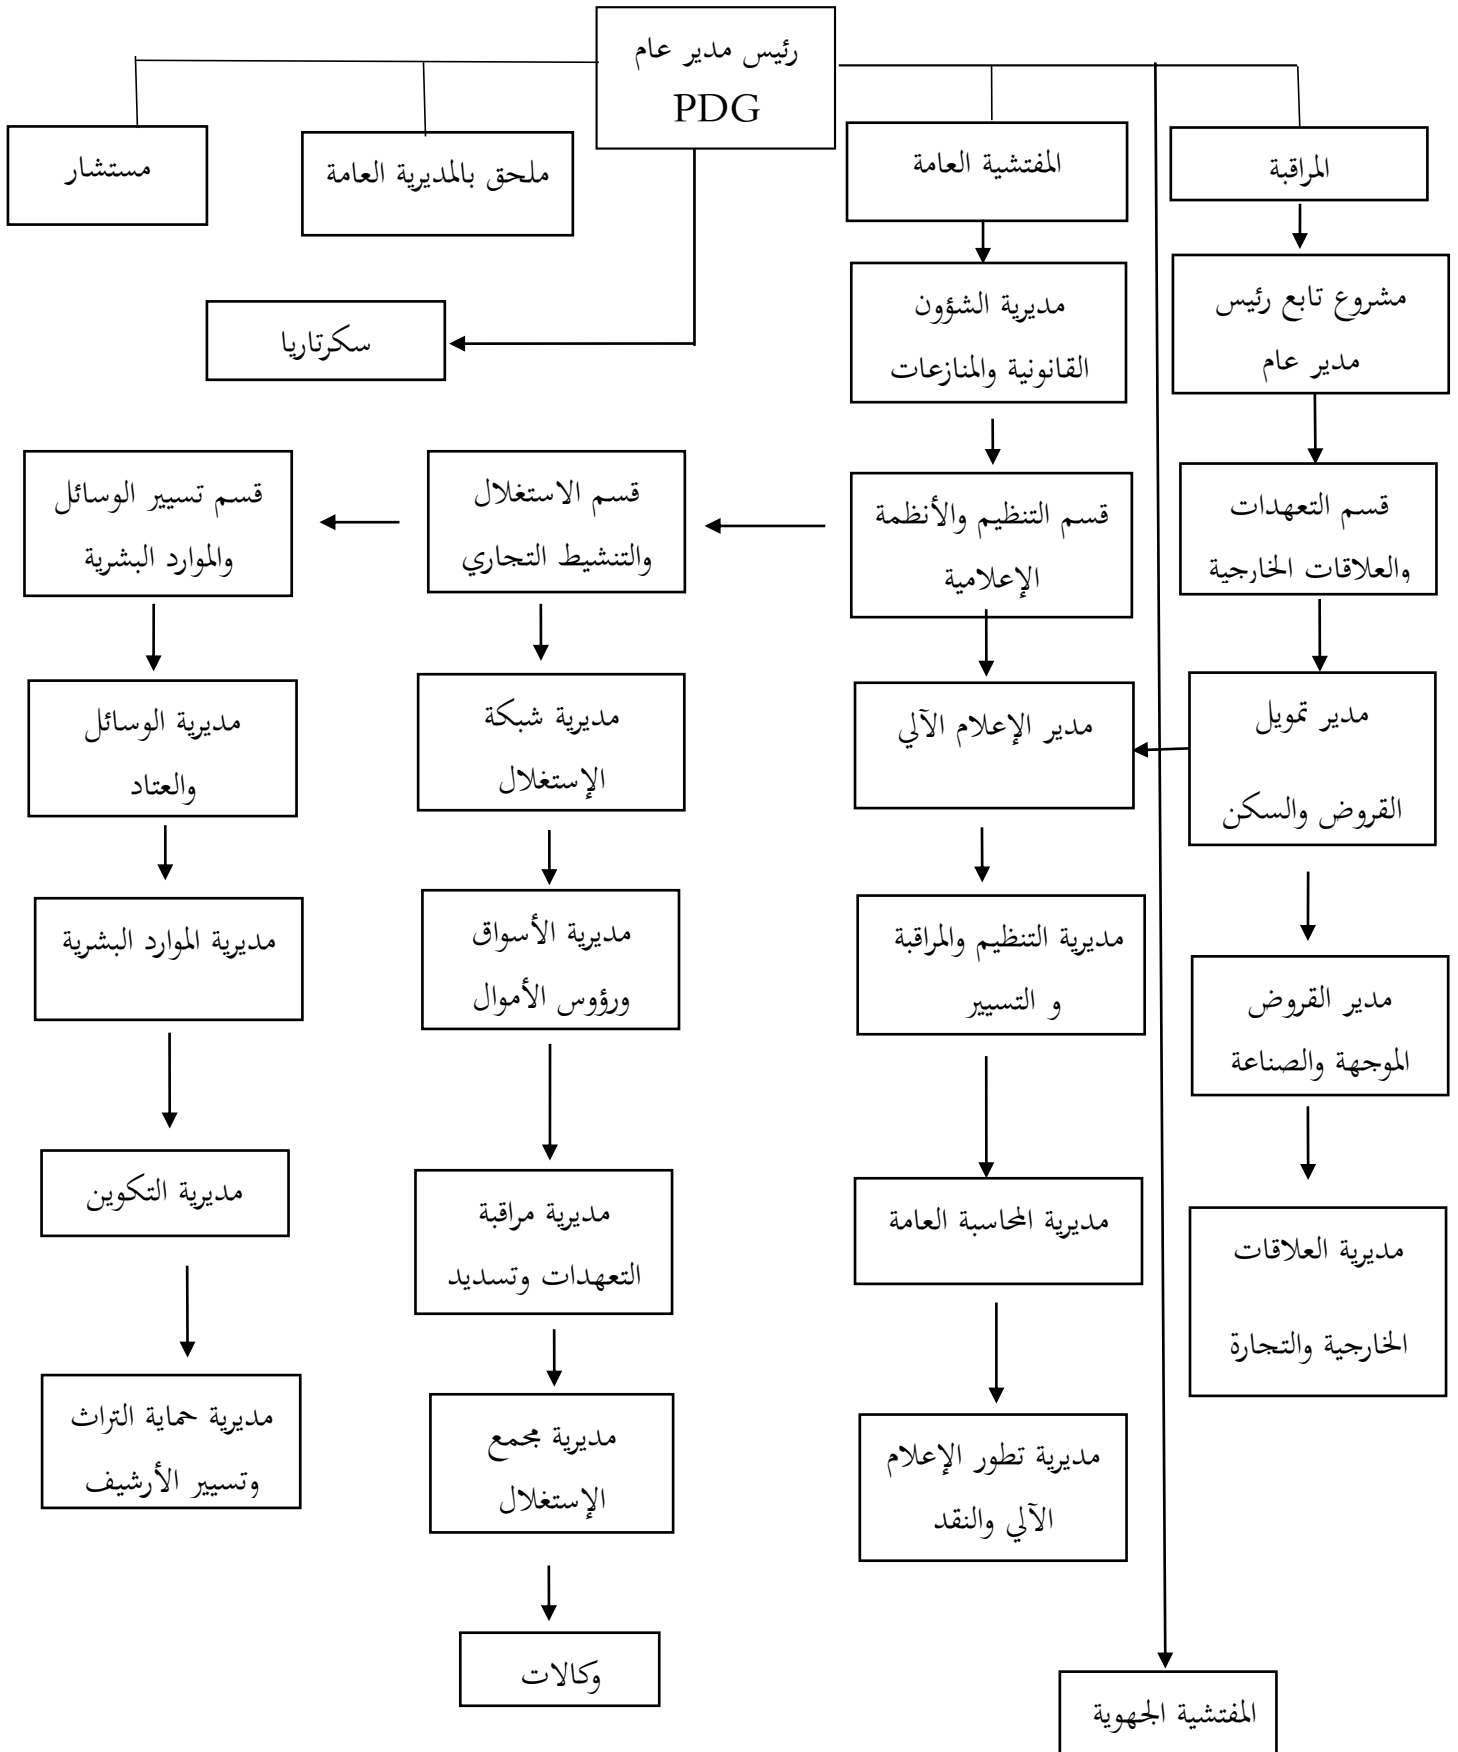 رئيس مدير عام
PDG
المراقبة
المفتشية العامة
ملحق بالمديرية العامة
مستشار
مشروع تابع رئيس
مدير عام
مديرية الشؤون
القانونية والمنازعات
سكرتاريا
قسم التعهدات
والعلاقات الخارجية
قسم التنظيم والأنظمة
الإعلامية
قسم الاستغلال
والتنشيط التجاري
قسم تسيير الوسائل
والموارد البشرية
مدير تمويل
القروض والسكن
مدير الإعلام الآلي
مديرية شبكة
الإستغلال
مديرية الوسائل
والعتاد
مدير القروض
الموجهة والصناعة
مديرية التنظيم والمراقبة
و التسيير
مديرية الأسواق
ورؤوس الأموال
مديرية الموارد البشرية
مديرية العلاقات
الخارجية والتجارة
مديرية المحاسبة العامة
مديرية مراقبة
التعهدات وتسديد
مديرية التكوين
مديرية تطور الإعلام
الآلي والنقد
مديرية مجمع
الإستغلال
مديرية حماية التراث
وتسيير الأرشيف
وكالات
المفتشية الجهوية